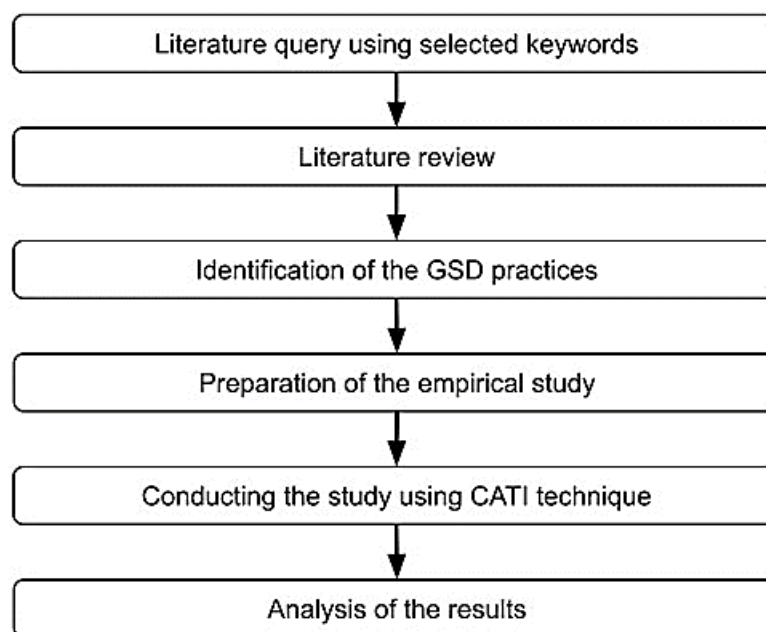 Literature query using selected keywords
Literature review
Identification of the GSD practices
Preparation of the empirical study
Conducting the study using CATI technique
Analysis of the results